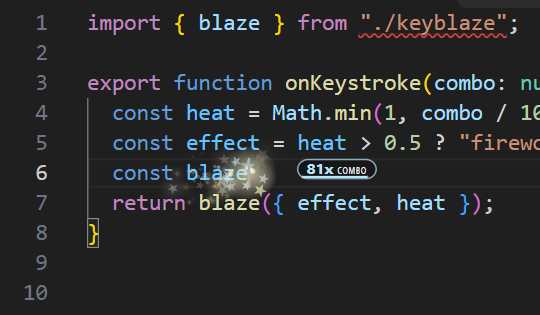 1 import { blaze } from "./keyblaze";
2
3 export function onKeystroke(combo: nu
4 const heat = Math.min(1, combo / 10
5 const effect = heat > 0.5 ? "firewo
6 const blaze 81x COMBO
7 return blaze({ effect, heat });
8 }
9
10